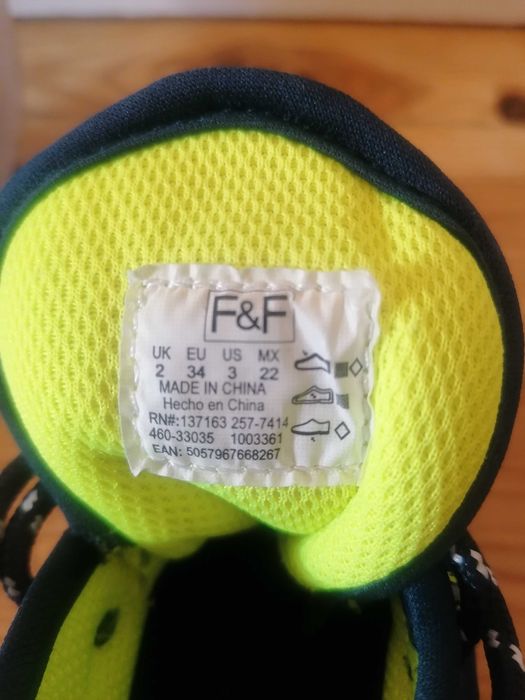 F&F
UK EU US MX
2 34 3 22
MADE IN CHINA
Hecho en China
RN#:137163 257-7414
460-33035 1003361
EAN: 5057967668267